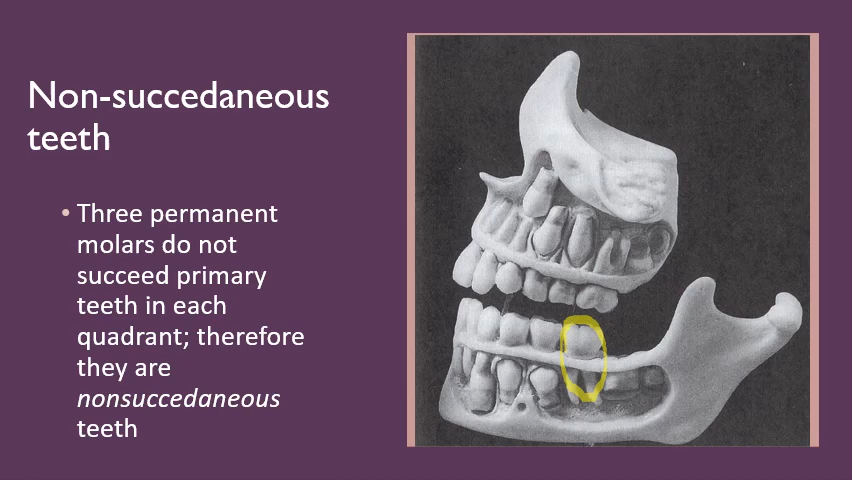 Non-succedaneous
teeth
• Three permanent
molars do not
succeed primary
teeth in each
quadrant; therefore
they are
nonsuccedaneous
teeth